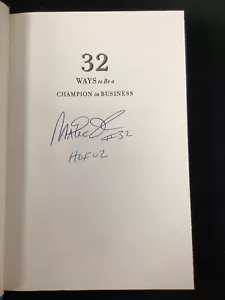 32
WAYS to Be a
CHAMPION in BUSINESS
#32
HOF 02